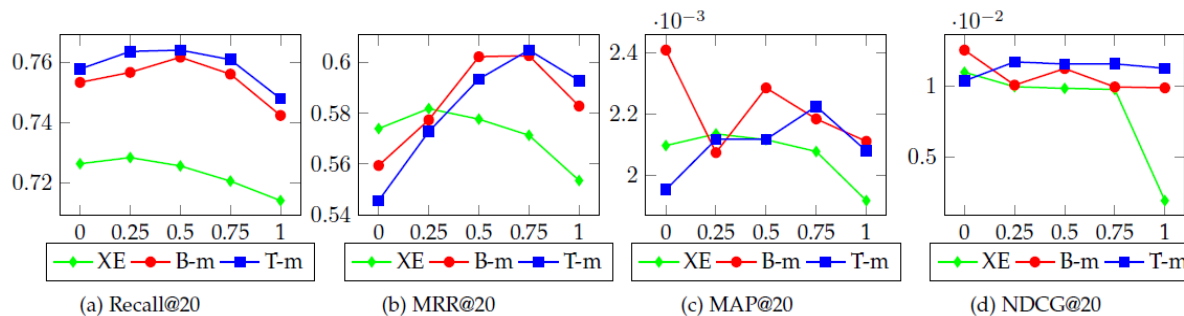 ·10⁻³
·10⁻²
0.76
0.74
0.72
0 0.25 0.5 0.75 1
XE B-m T-m
(a) Recall@20
0.6
0.58
0.56
0.54
0 0.25 0.5 0.75 1
XE B-m T-m
(b) MRR@20
2.4
2.2
2
0 0.25 0.5 0.75 1
XE B-m T-m
(c) MAP@20
1
0.5
0 0.25 0.5 0.75 1
XE B-m T-m
(d) NDCG@20